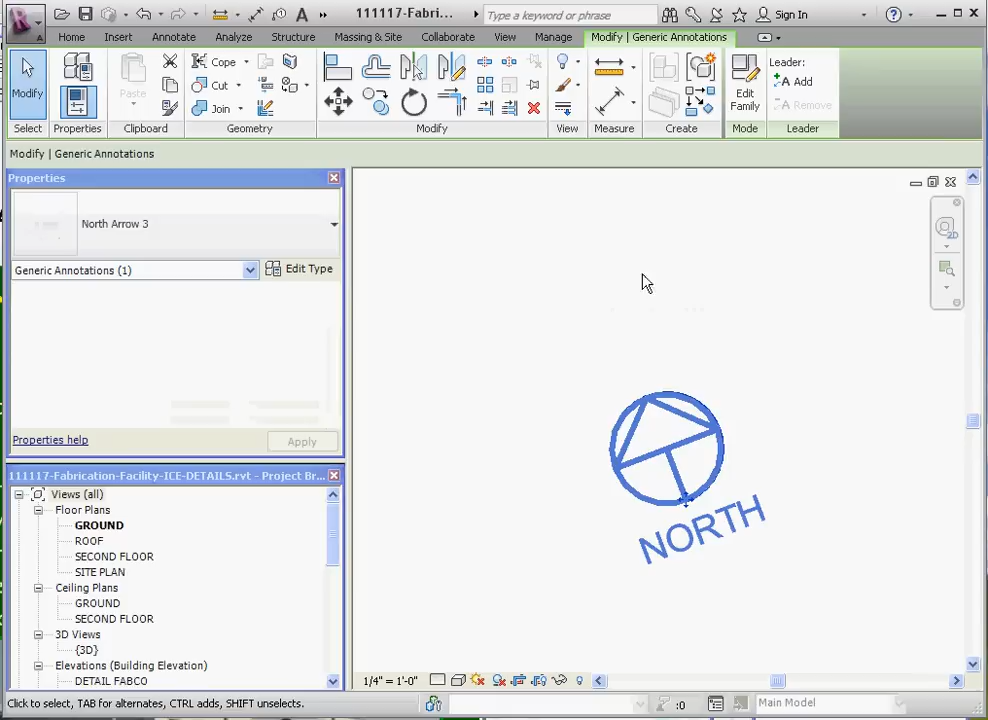 111117-Fabri...
Type a keyword or phrase
Sign In
Home Insert Annotate Analyze Structure Massing & Site Collaborate View Manage Modify | Generic Annotations
Modify
Properties
Paste
Cope
Cut
Join
Edit
Family
Leader:
Add
Remove
Select Properties Clipboard Geometry Modify View Measure Create Mode Leader
Modify | Generic Annotations
Properties
North Arrow 3
Generic Annotations (1)
Edit Type
Properties help
Apply
111117-Fabrication-Facility-ICE-DETAILS.rvt - Project Br...
Views (all)
Floor Plans
GROUND
ROOF
SECOND FLOOR
SITE PLAN
Ceiling Plans
GROUND
SECOND FLOOR
3D Views
{3D}
Elevations (Building Elevation)
DETAIL FABCO
2D
NORTH
1/4" = 1'-0"
Click to select, TAB for alternates, CTRL adds, SHIFT unselects.
:0
Main Model